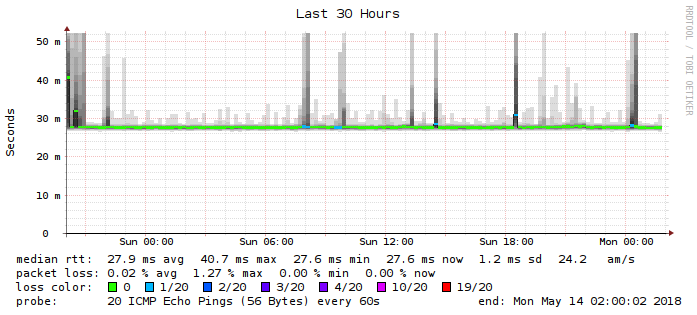 Last 30 Hours
RRDTOOL / TOBI OETIKER
Seconds
50 m
40 m
30 m
20 m
10 m
0
Sun 00:00 Sun 06:00 Sun 12:00 Sun 18:00 Mon 00:00
median rtt: 27.9 ms avg 40.7 ms max 27.6 ms min 27.6 ms now 1.2 ms sd 24.2 am/s
packet loss: 0.02 % avg 1.27 % max 0.00 % min 0.00 % now
loss color: 0 1/20 2/20 3/20 4/20 10/20 19/20
probe: 20 ICMP Echo Pings (56 Bytes) every 60s end: Mon May 14 02:00:02 2018